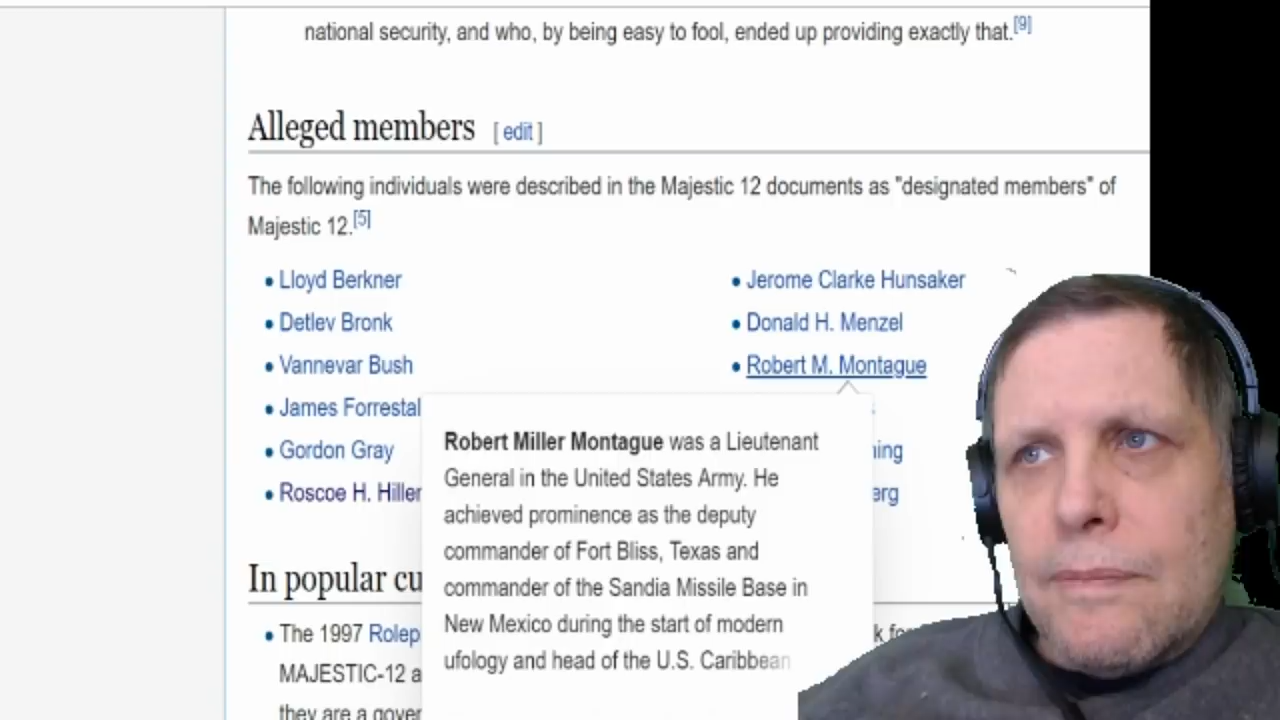 national security, and who, by being easy to fool, ended up providing exactly that.[9]
Alleged members [ edit ]
The following individuals were described in the Majestic 12 documents as "designated members" of
Majestic 12.[5]
Lloyd Berkner
Detlev Bronk
Vannevar Bush
James Forrestal
Gordon Gray
Roscoe H. Hiller
Jerome Clarke Hunsaker
Donald H. Menzel
Robert M. Montague
Robert Miller Montague was a Lieutenant
General in the United States Army. He
achieved prominence as the deputy
commander of Fort Bliss, Texas and
commander of the Sandia Missile Base in
New Mexico during the start of modern
ufology and head of the U.S. Caribbean
In popular cu
The 1997 Rolep
MAJESTIC-12 a
they are a gover